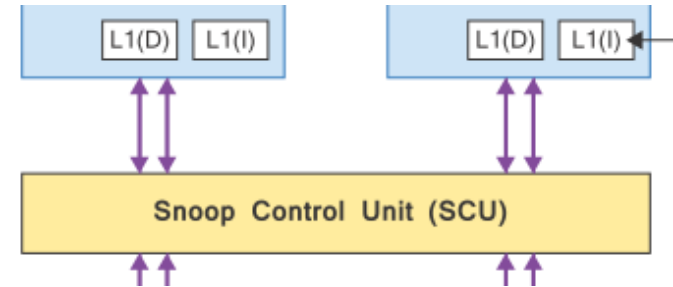 L1(D) L1(I) L1(D) L1(I)
Snoop Control Unit (SCU)